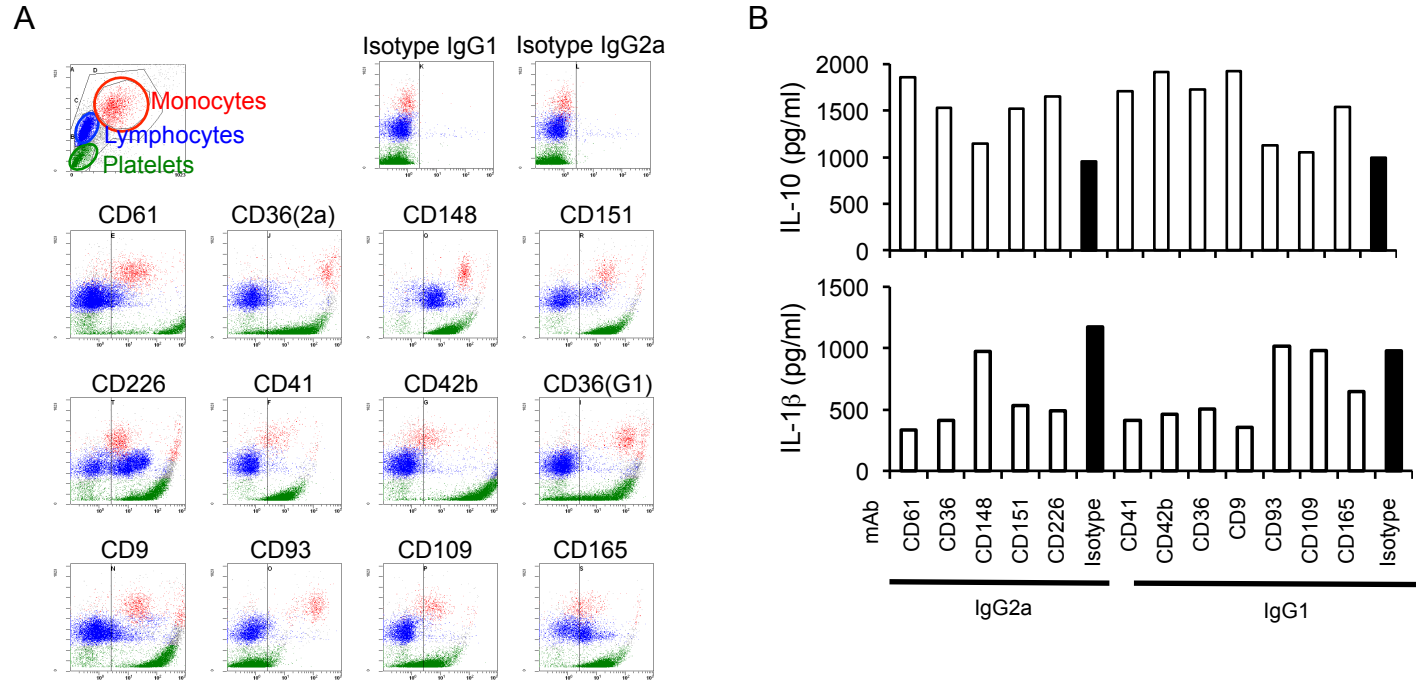 A
B
Isotype IgG1
Isotype IgG2a
Monocytes
Lymphocytes
Platelets
CD61
CD36(2a)
CD148
CD151
CD226
CD41
CD42b
CD36(G1)
CD9
CD93
CD109
CD165
IL-10 (pg/ml)
2000
1500
1000
500
0
IL-1β (pg/ml)
1500
1000
500
0
mAb
CD61
CD36
CD148
CD151
CD226
Isotype
CD41
CD42b
CD36
CD9
CD93
CD109
CD165
Isotype
IgG2a
IgG1